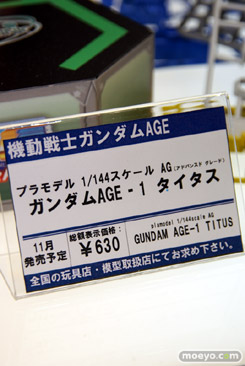 機動戦士ガンダムAGE
プラモデル 1/144スケール AG(アドバンスド グレード)
ガンダムAGE-1 タイタス
11月
発売予定
総額表示価格:
¥630
plamodel 1/144scale AG
GUNDAM AGE-1 TITUS
全国の玩具店・模型取扱店にてお求め下さい。
www.moeyo.com